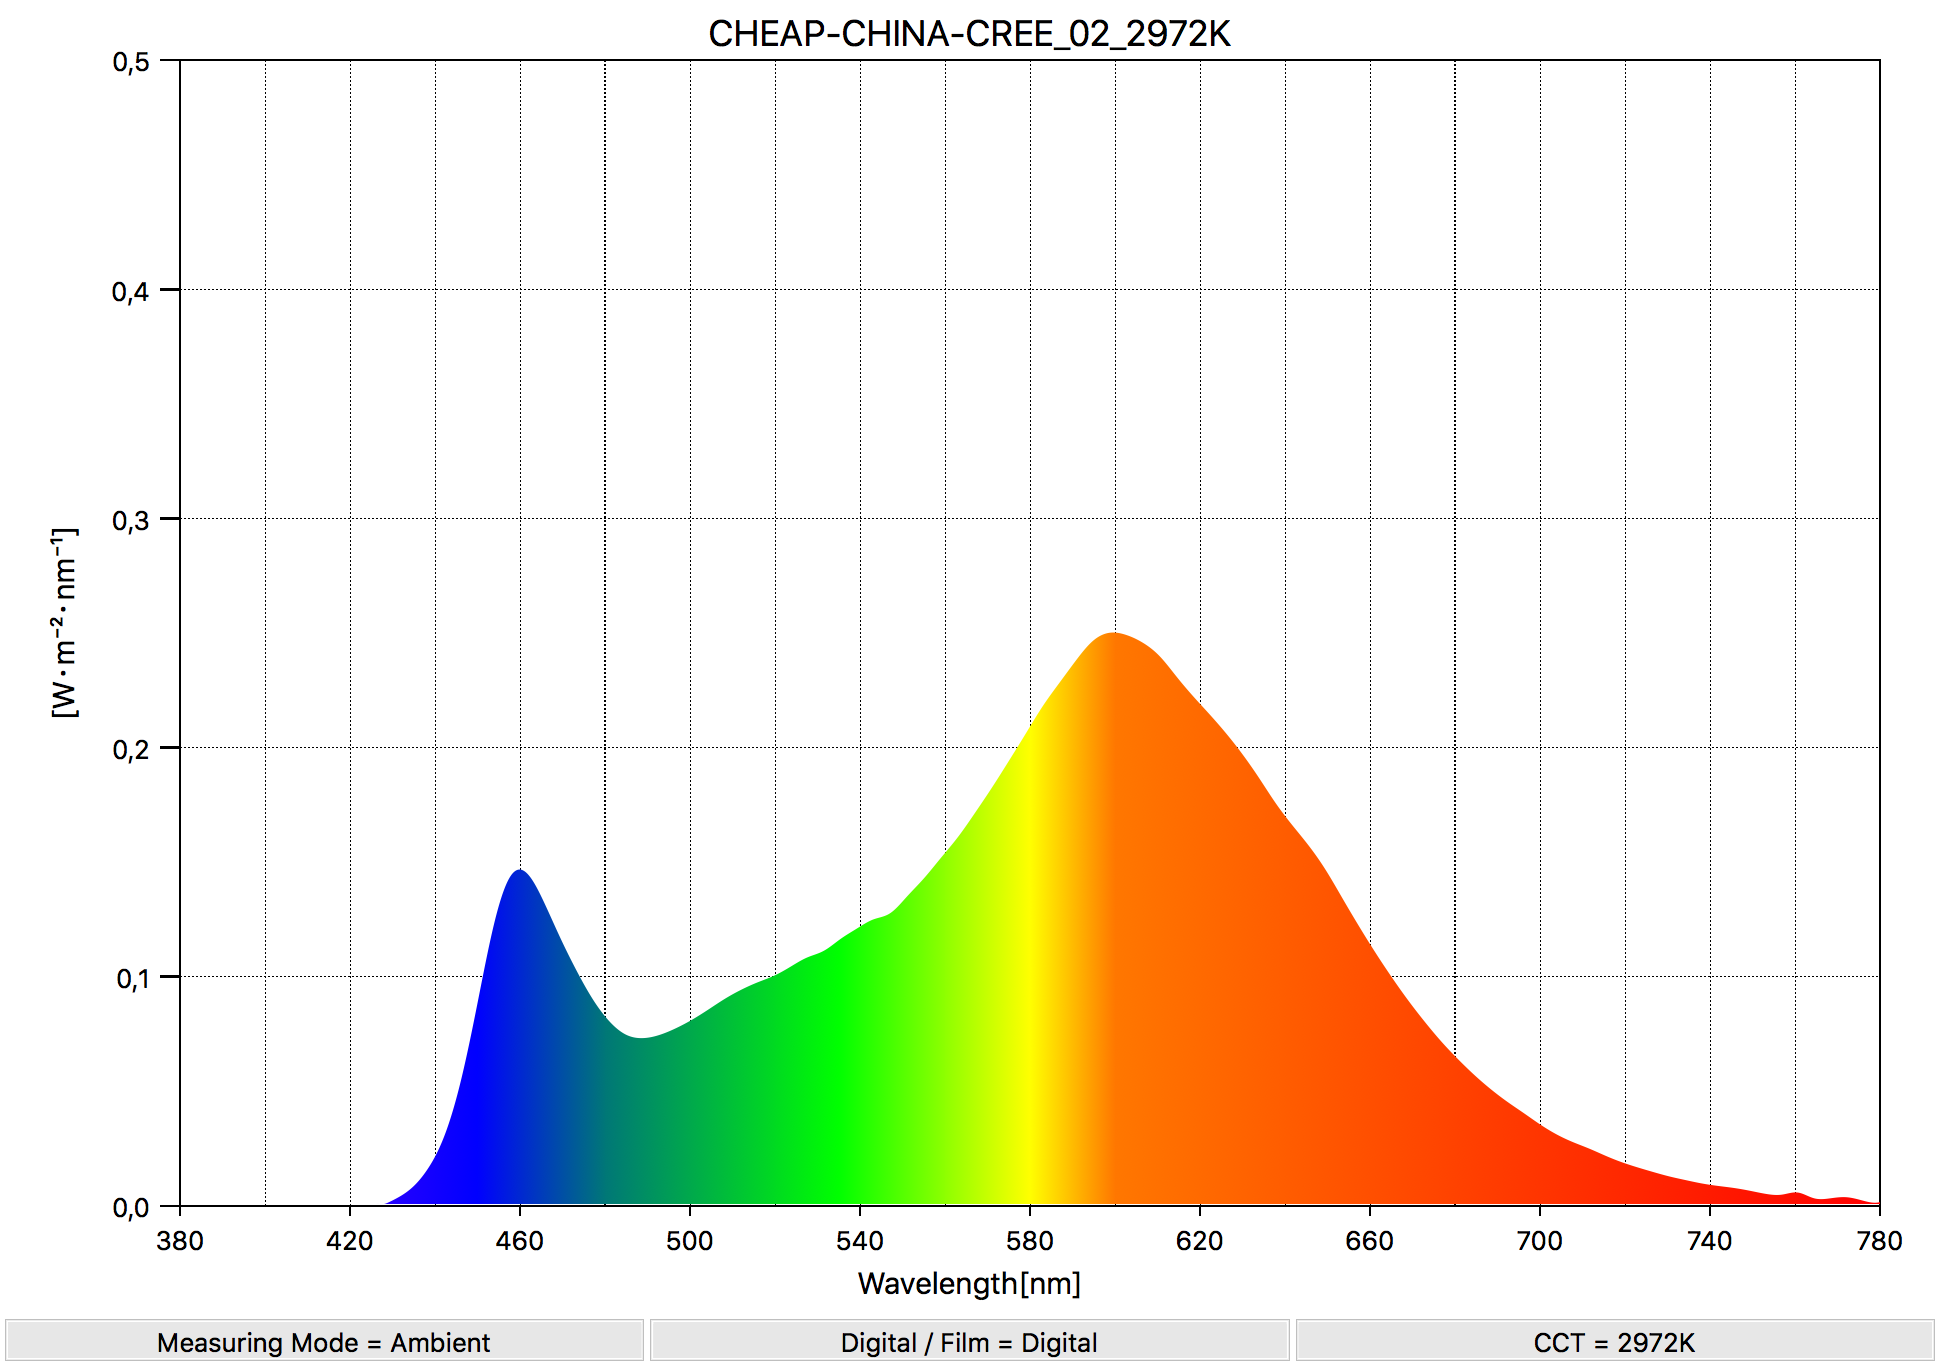 CHEAP-CHINA-CREE_02_2972K
0,5
0,4
0,3
0,2
0,1
0,0
[W·m⁻²·nm⁻¹]
380 420 460 500 540 580 620 660 700 740 780
Wavelength[nm]
Measuring Mode = Ambient
Digital / Film = Digital
CCT = 2972K